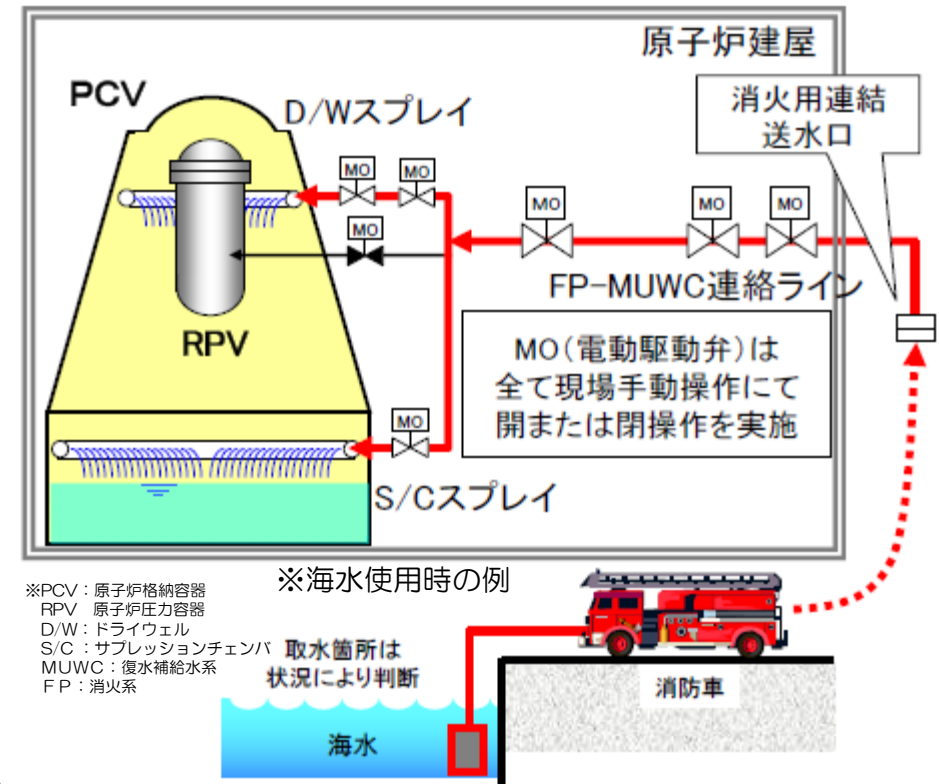 原子炉建屋
PCV
D/Wスプレイ
消火用連結
送水口
MO
MO
MO
MO
MO
MO
FP-MUWC連絡ライン
RPV
MO(電動駆動弁)は
全て現場手動操作にて
開または閉操作を実施
MO
S/Cスプレイ
※海水使用時の例
※PCV:原子炉格納容器
RPV 原子炉圧力容器
D/W:ドライウェル
S/C:サプレッションチェンバ
MUWC:復水補給水系
FP:消火系
取水箇所は
状況により判断
消防車
海水